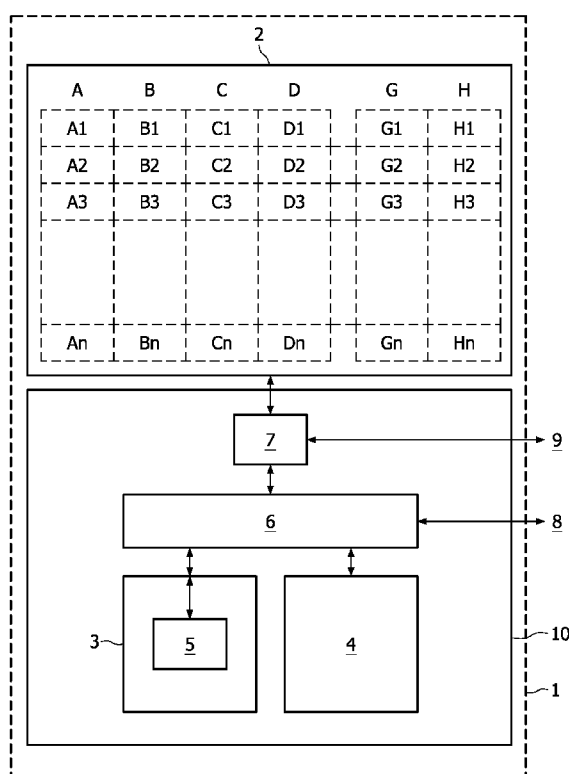 2
A B C D G H
A1 B1 C1 D1 G1 H1
A2 B2 C2 D2 G2 H2
A3 B3 C3 D3 G3 H3
An Bn Cn Dn Gn Hn
7 9
6 8
3 5 4 10
1